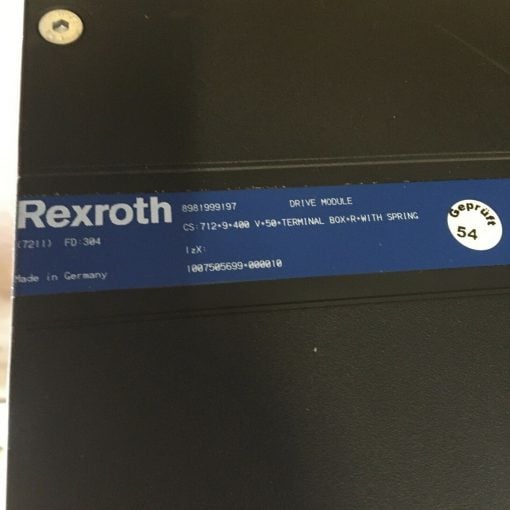 Rexroth
8981999197 DRIVE MODULE
CS:712*9*400 V*50*TERMINAL BOX*R*WITH SPRING
(7211) FD:304
IzX:
Made in Germany
1007505699*000010
Geprüft
54